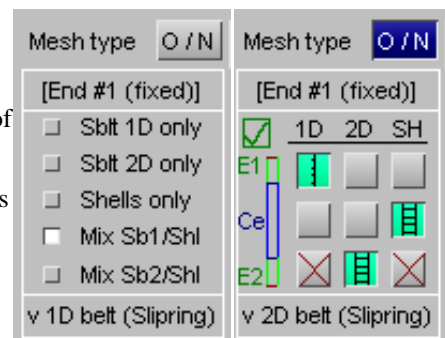 Mesh type O / N
[End #1 (fixed)]
of
Sblt 1D only
Sblt 2D only
s
Shells only
Mix Sb1/Shl
Mix Sb2/Shl
v 1D belt (Slipring)
Mesh type O / N
[End #1 (fixed)]
1D 2D SH
E1
Ce
E2
v 2D belt (Slipring)